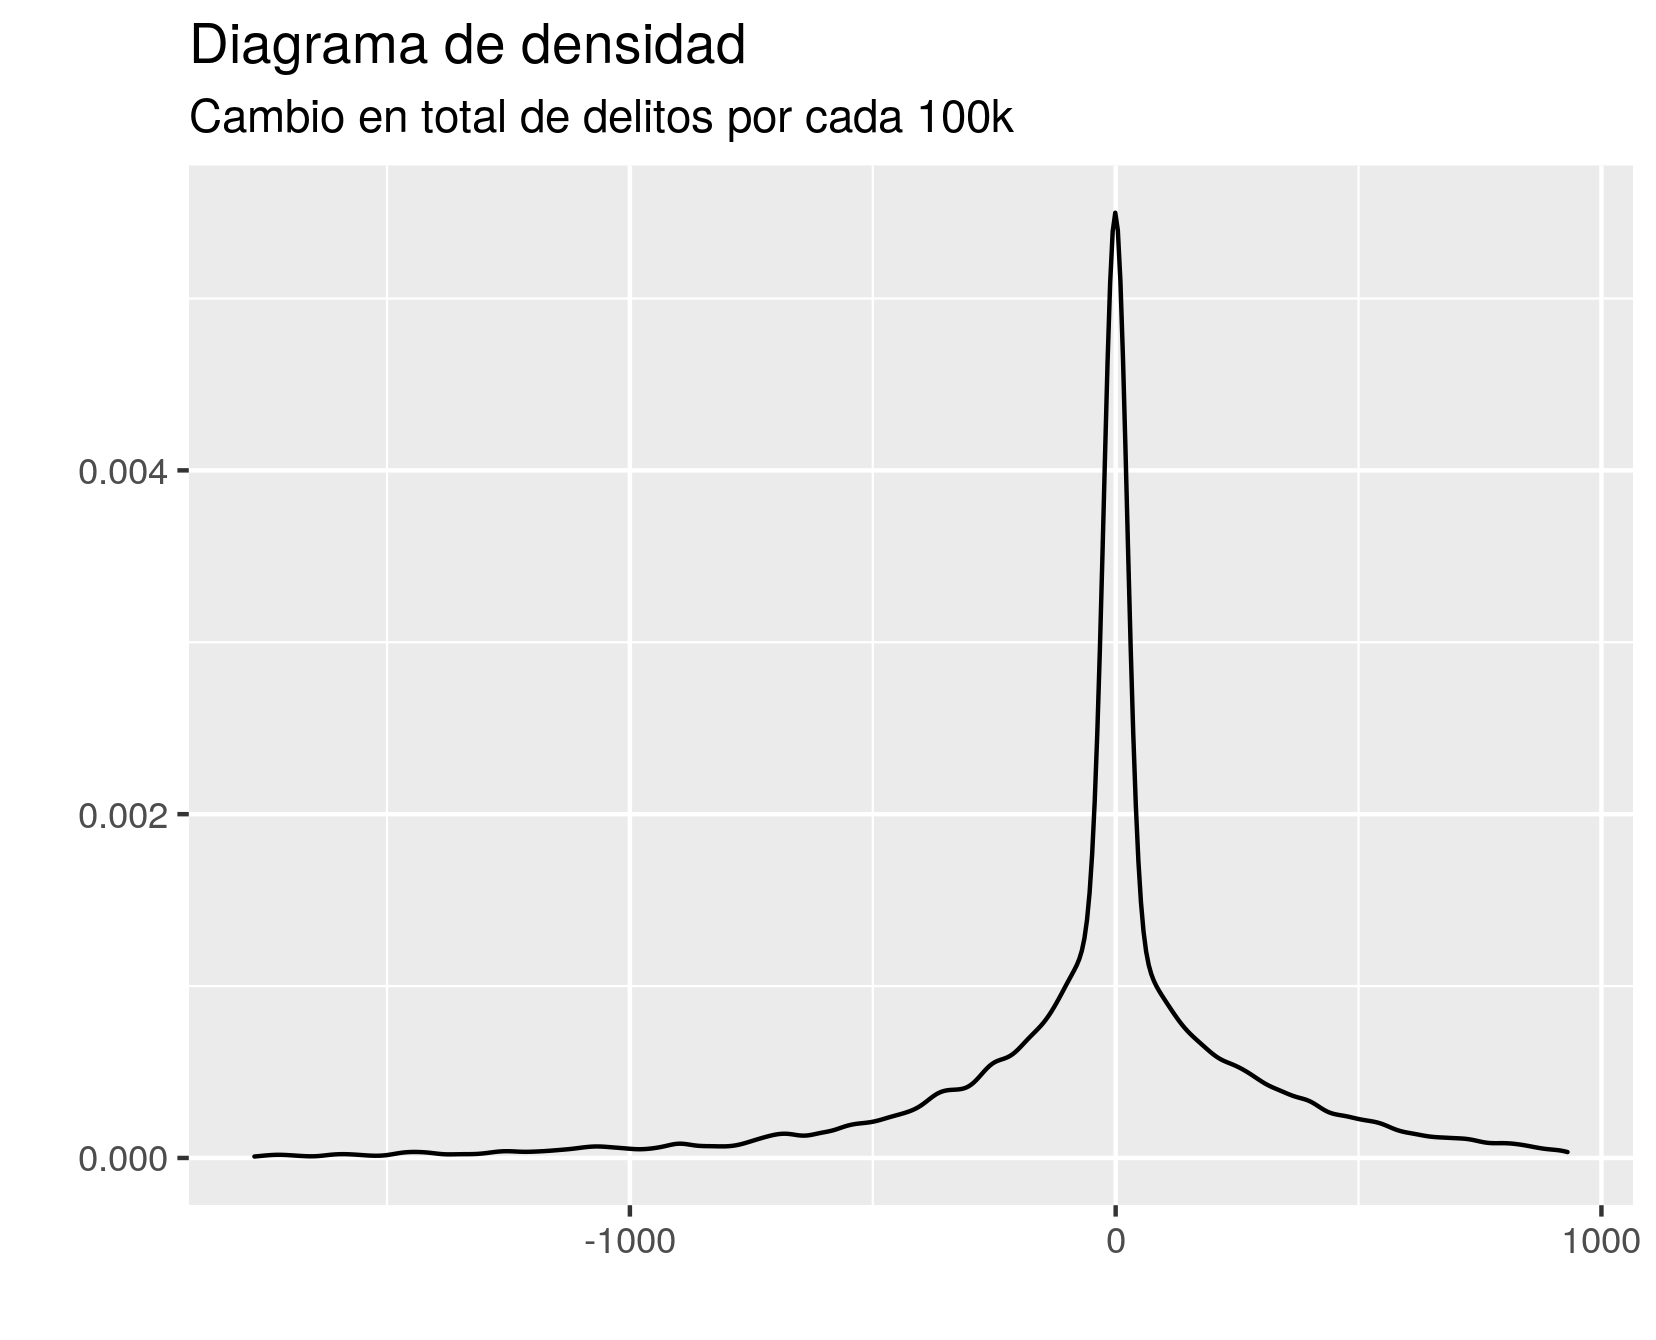 Diagrama de densidad
Cambio en total de delitos por cada 100k
0.004
0.002
0.000
-1000 0 1000